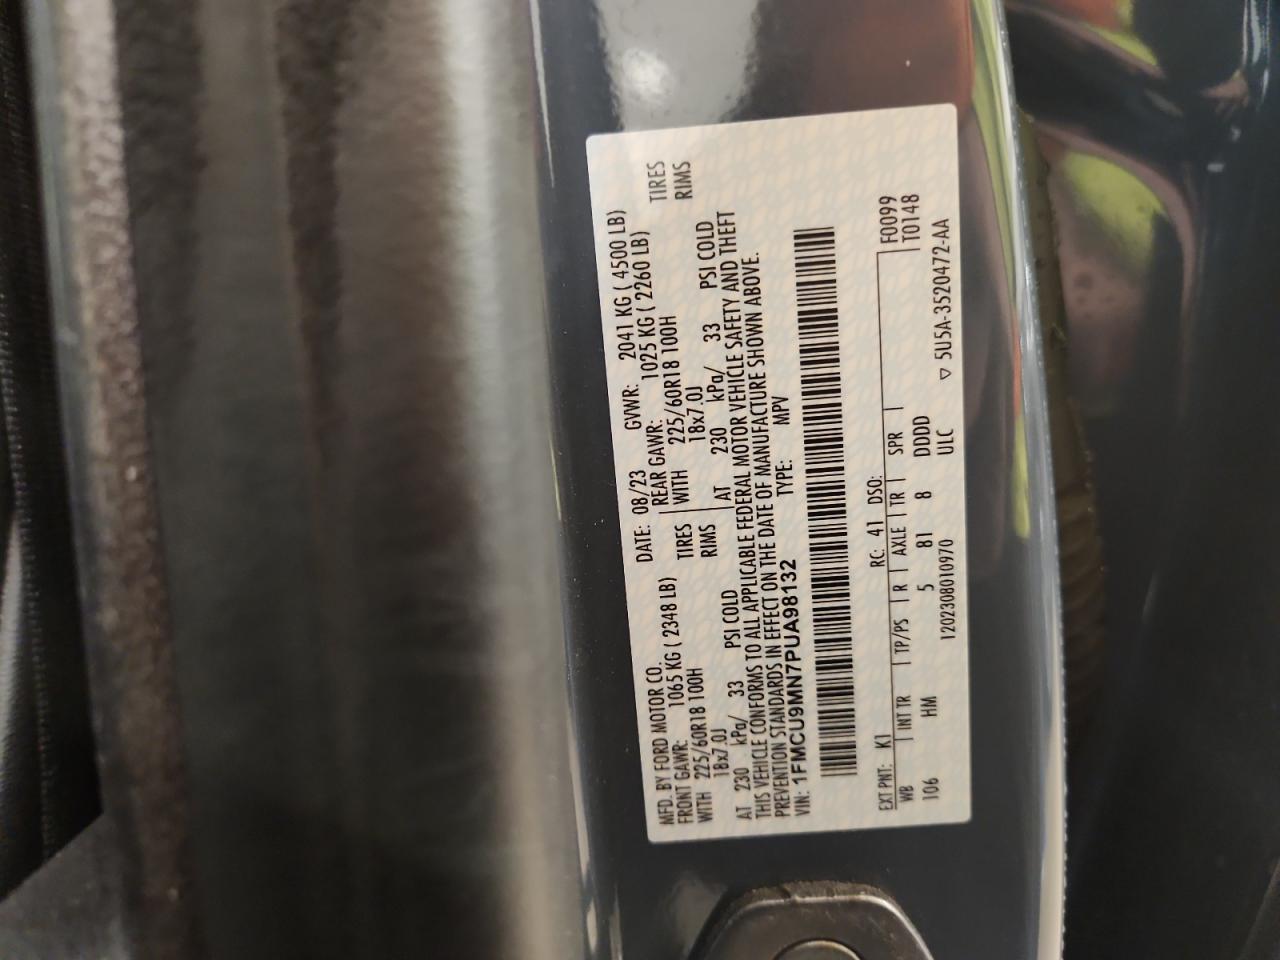 MFD. BY FORD MOTOR CO.
DATE: 08/23 GVWR: 2041 KG ( 4500 LB)
FRONT GAWR: 1065 KG ( 2348 LB) REAR GAWR: 1025 KG ( 2260 LB)
WITH 225/60R18 100H TIRES WITH 225/60R18 100H TIRES
18x7.0J RIMS 18x7.0J RIMS
AT 230 kPa/ 33 PSI COLD AT 230 kPa/ 33 PSI COLD
THIS VEHICLE CONFORMS TO ALL APPLICABLE FEDERAL MOTOR VEHICLE SAFETY AND THEFT
PREVENTION STANDARDS IN EFFECT ON THE DATE OF MANUFACTURE SHOWN ABOVE.
VIN: 1FMCU9MN7PUA98132 TYPE: MPV
EXT PNT: K1 RC: 41 DSO: F0099
WB INT TR TP/PS R AXLE TR SPR T0148
106 HM 5 81 8 DDDD
1202308010970 ULC ▽ 5U5A-3520472-AA